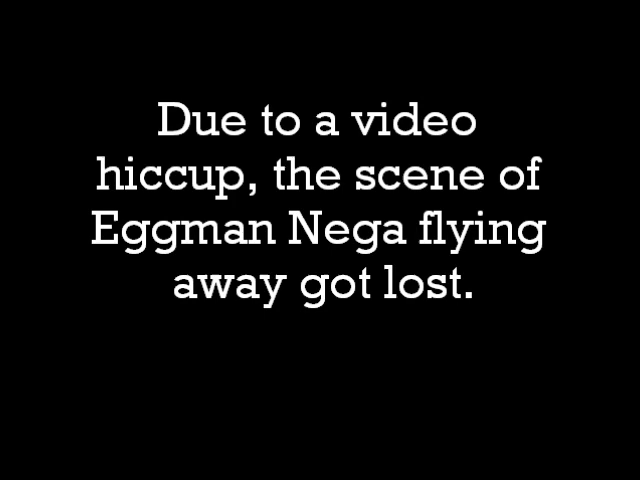 Due to a video
hiccup, the scene of
Eggman Nega flying
away got lost.